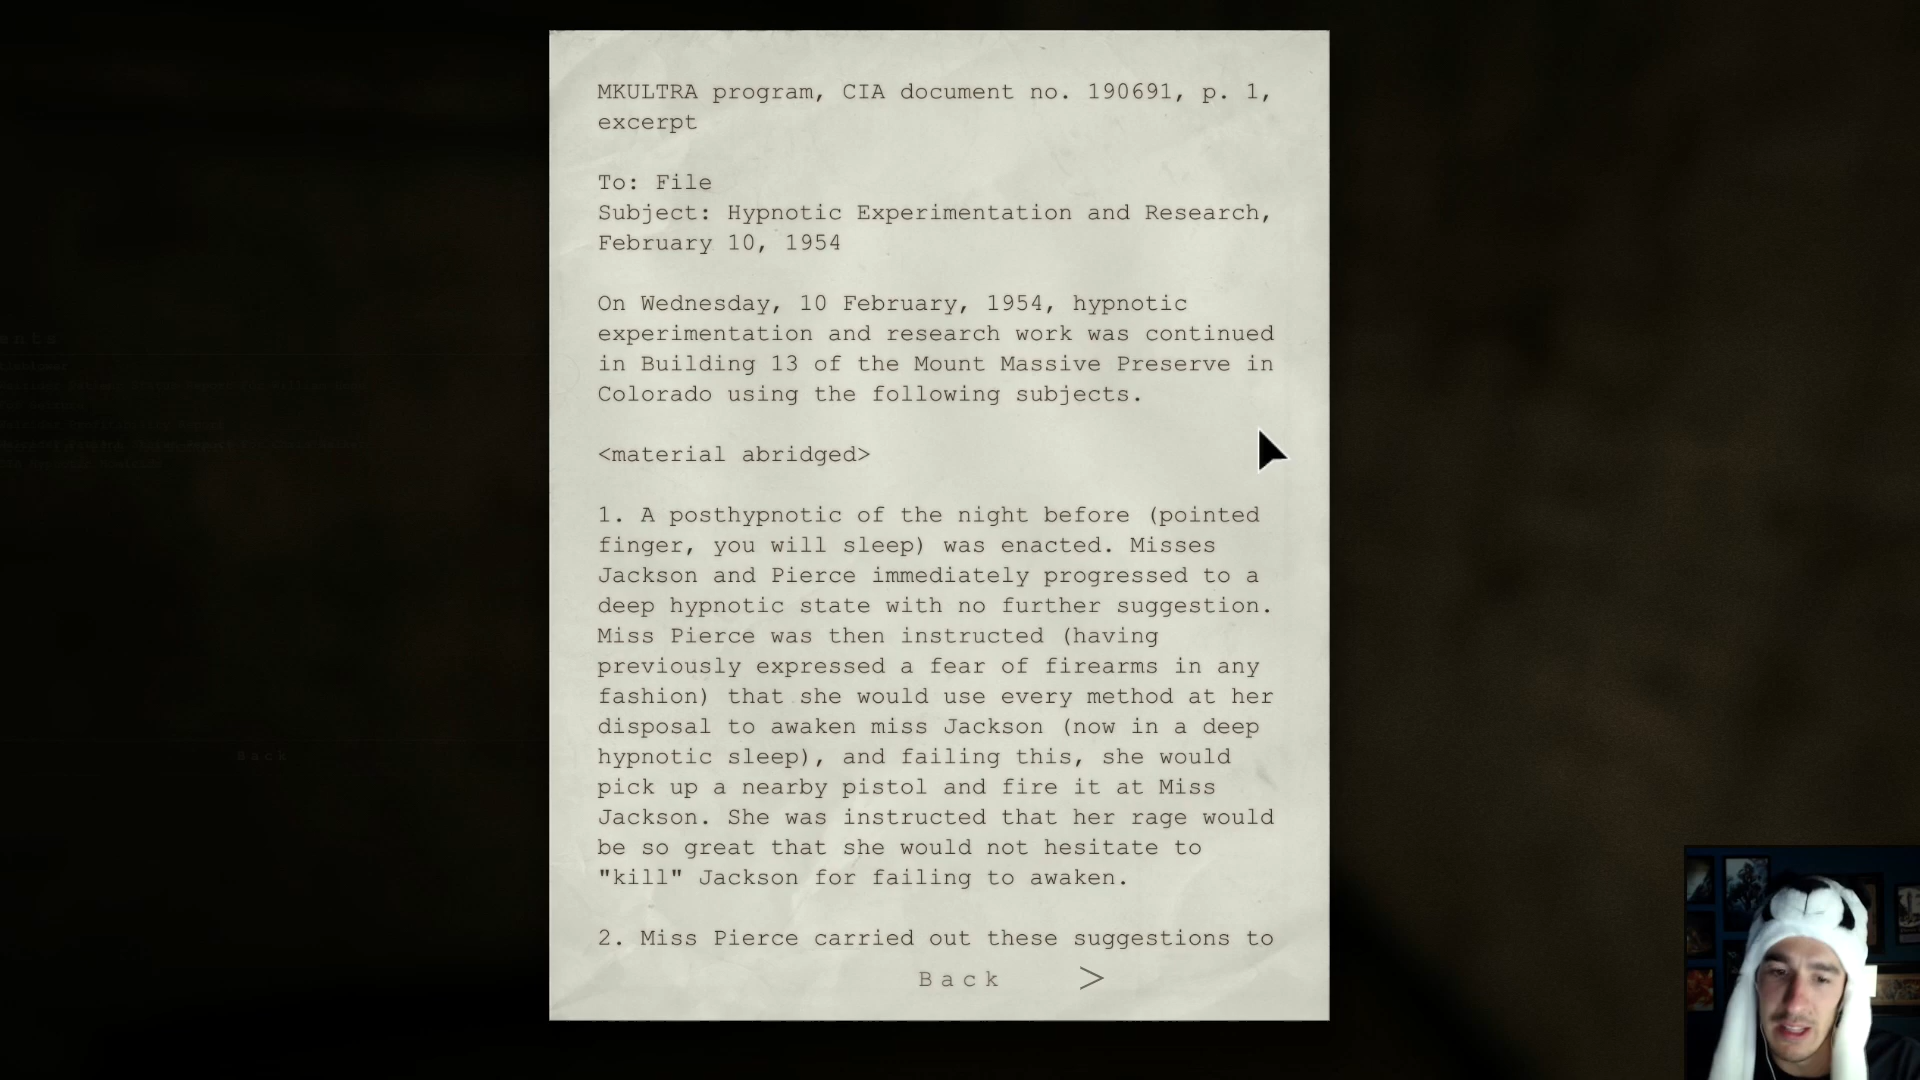 MKULTRA program, CIA document no. 190691, p. 1,
excerpt
To: File
Subject: Hypnotic Experimentation and Research,
February 10, 1954
On Wednesday, 10 February, 1954, hypnotic
experimentation and research work was continued
in Building 13 of the Mount Massive Preserve in
Colorado using the following subjects.
<material abridged>
1. A posthypnotic of the night before (pointed
finger, you will sleep) was enacted. Misses
Jackson and Pierce immediately progressed to a
deep hypnotic state with no further suggestion.
Miss Pierce was then instructed (having
previously expressed a fear of firearms in any
fashion) that she would use every method at her
disposal to awaken miss Jackson (now in a deep
hypnotic sleep), and failing this, she would
pick up a nearby pistol and fire it at Miss
Jackson. She was instructed that her rage would
be so great that she would not hesitate to
"kill" Jackson for failing to awaken.
2. Miss Pierce carried out these suggestions to
Back >
Back